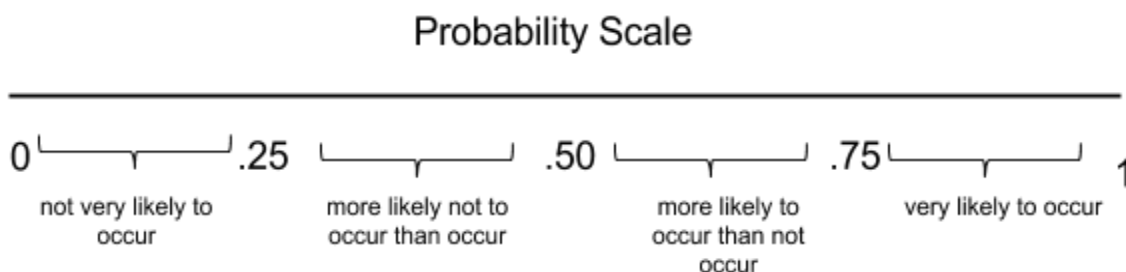 Probability Scale
0 .25 .50 .75 1
not very likely to
occur
more likely not to
occur than occur
more likely to
occur than not
occur
very likely to occur